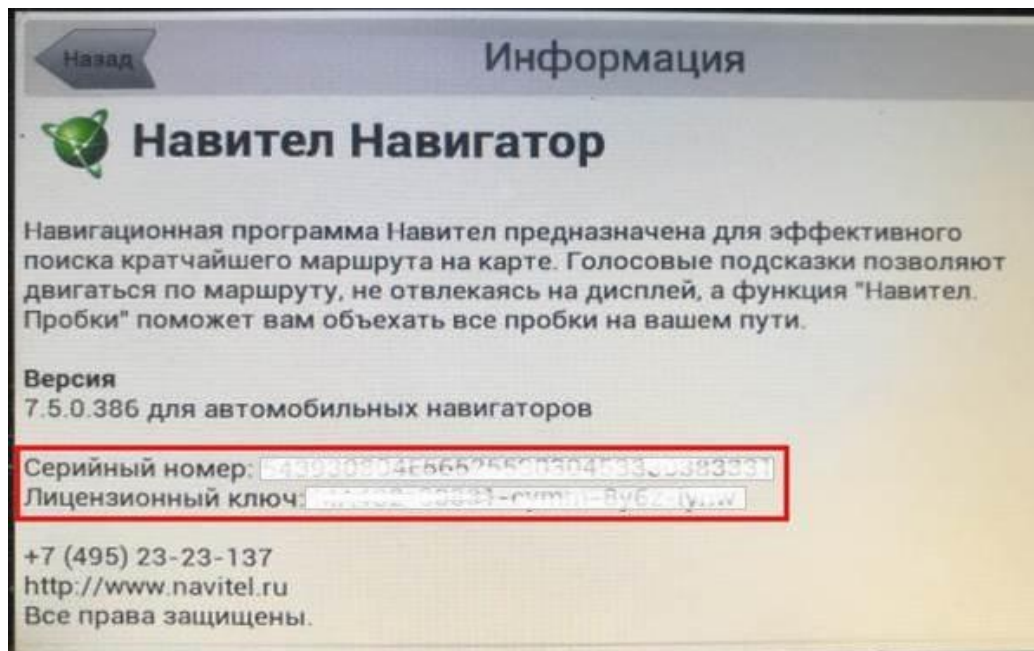 Назад
Информация
Навител Навигатор
Навигационная программа Навител предназначена для эффективного
поиска кратчайшего маршрута на карте. Голосовые подсказки позволяют
двигаться по маршруту, не отвлекаясь на дисплей, а функция "Навител.
Пробки" поможет вам объехать все пробки на вашем пути.
Версия
7.5.0.386 для автомобильных навигаторов
Серийный номер:
Лицензионный ключ:
+7 (495) 23-23-137
http://www.navitel.ru
Все права защищены.